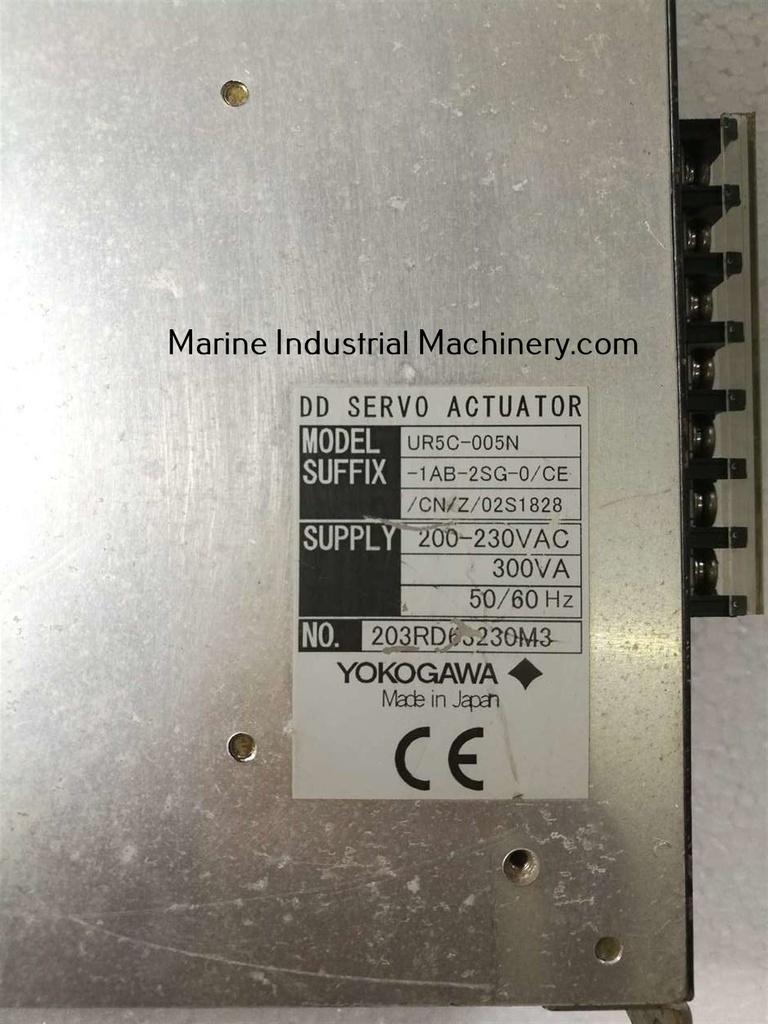 Marine Industrial Machinery.com
DD SERVO ACTUATOR
MODEL UR5C-005N
SUFFIX -1AB-2SG-0/CE
/CN/Z/02S1828
SUPPLY 200-230VAC
300VA
50/60 Hz
NO. 203RD63230M3
YOKOGAWA
Made in Japan
CE